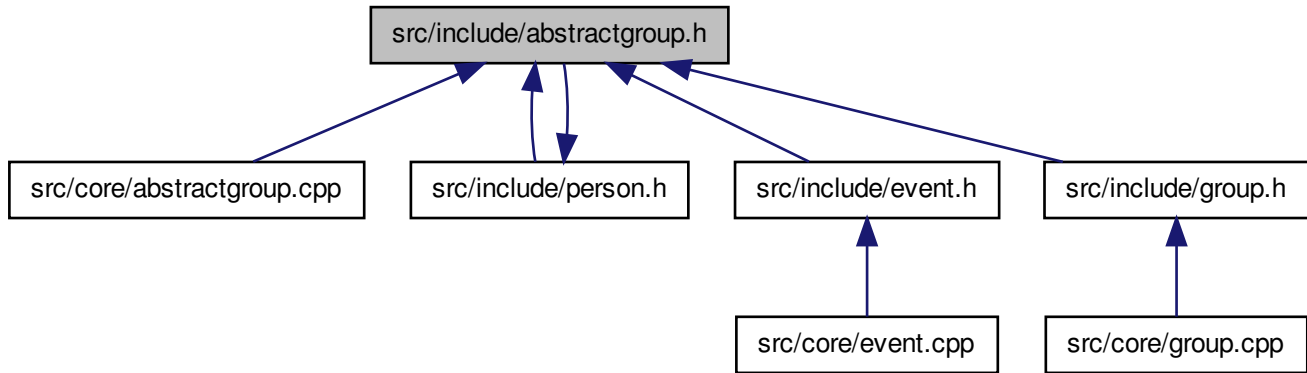 src/include/abstractgroup.h
src/core/abstractgroup.cpp
src/include/person.h
src/include/event.h
src/include/group.h
src/core/event.cpp
src/core/group.cpp